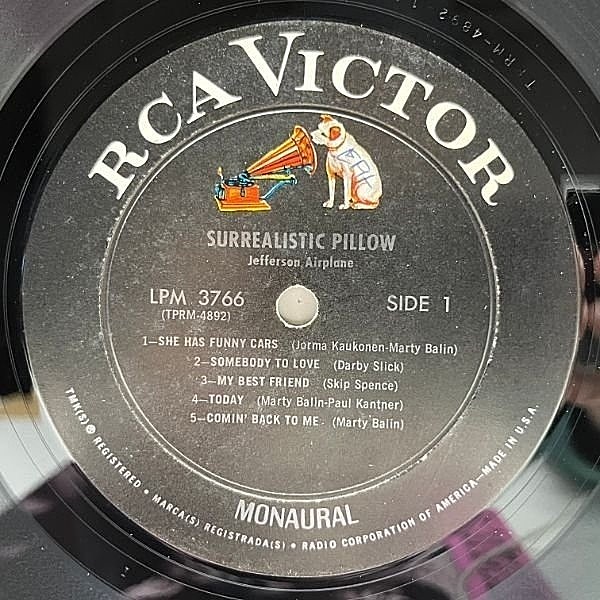 TPRM-4892
RCA VICTOR
SURREALISTIC PILLOW
Jefferson Airplane
LPM 3766
(TPRM-4892)
SIDE 1
1—SHE HAS FUNNY CARS (Jorma Kaukonen-Marty Balin)
2—SOMEBODY TO LOVE (Darby Slick)
3—MY BEST FRIEND (Skip Spence)
4—TODAY (Marty Balin-Paul Kantner)
5—COMIN' BACK TO ME (Marty Balin)
MONAURAL
TMK(S) ® REGISTERED • MARCA(S) REGISTRADA(S) • RADIO CORPORATION OF AMERICA—MADE IN U.S.A.